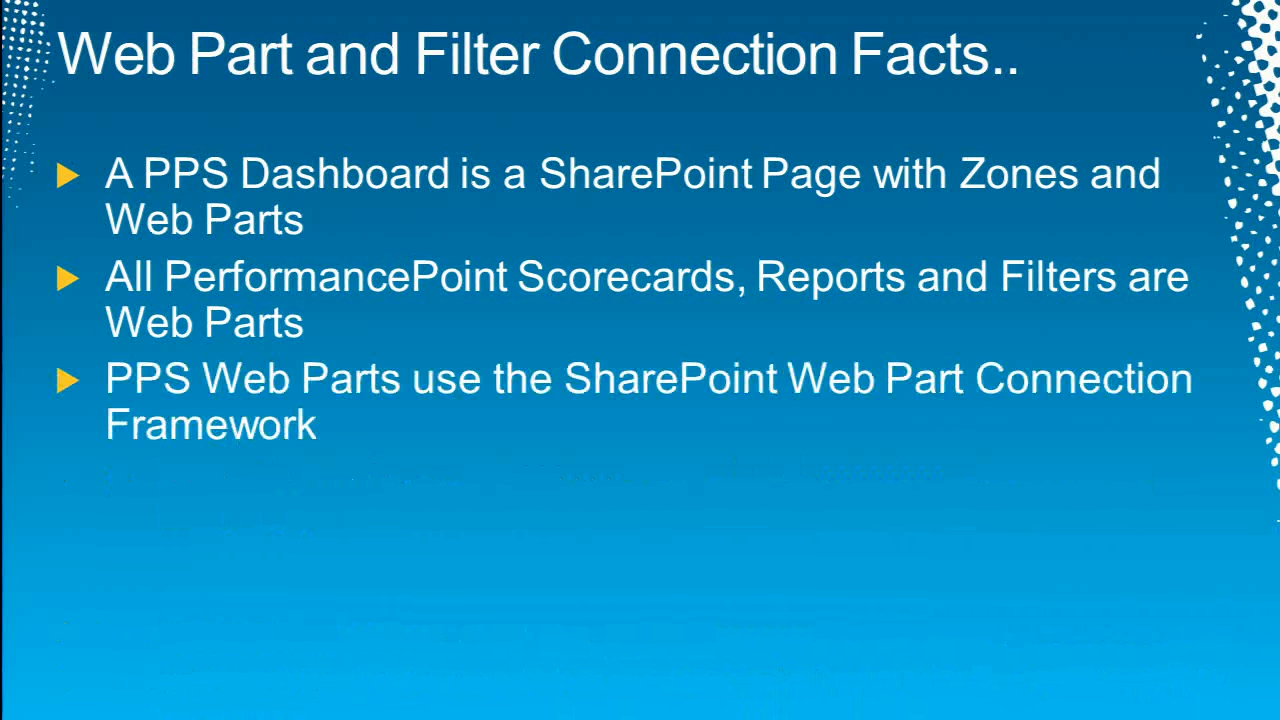 Web Part and Filter Connection Facts..
A PPS Dashboard is a SharePoint Page with Zones and
Web Parts
All PerformancePoint Scorecards, Reports and Filters are
Web Parts
PPS Web Parts use the SharePoint Web Part Connection
Framework